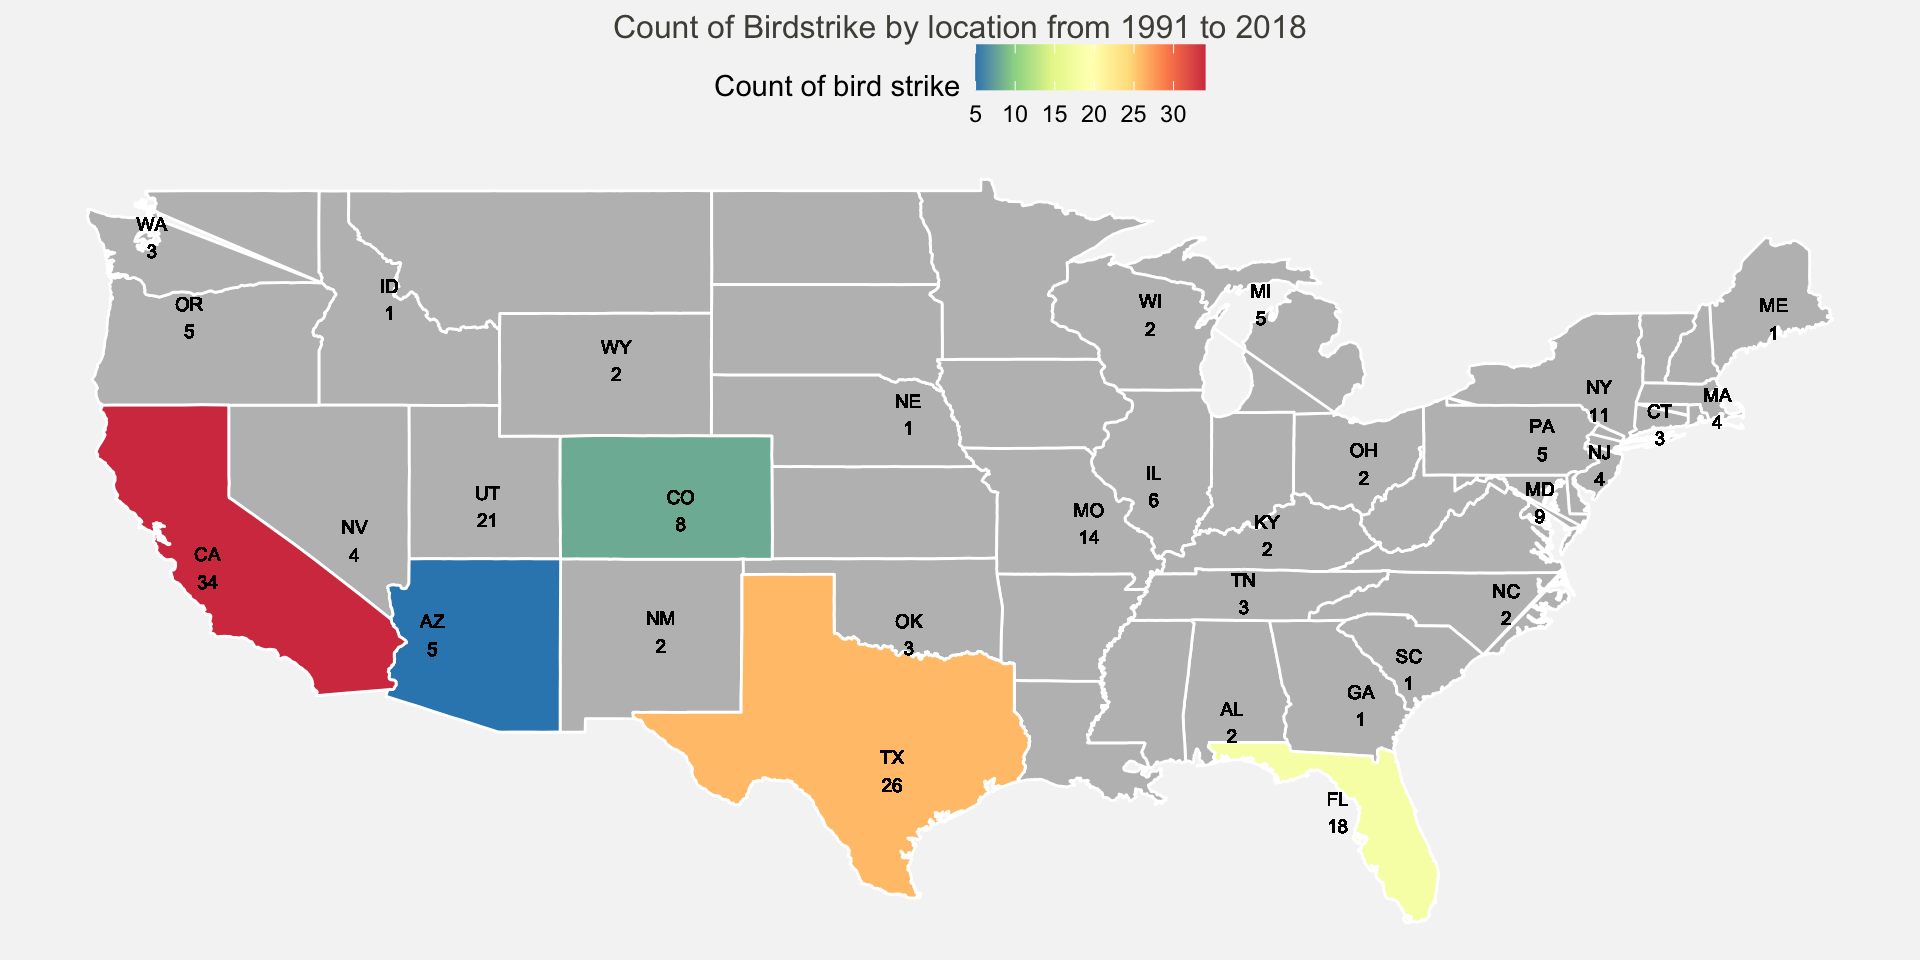 Count of Birdstrike by location from 1991 to 2018
Count of bird strike
5 10 15 20 25 30
WA
3
OR
5
ID
1
WY
2
WI
2
MI
5
ME
1
NE
1
NY
11
MA
4
CT
3
PA
5
NJ
4
OH
2
IL
6
MD
9
UT
21
CO
8
MO
14
NV
4
KY
2
CA
34
TN
3
NC
2
AZ
5
NM
2
OK
3
SC
1
GA
1
AL
2
TX
26
FL
18